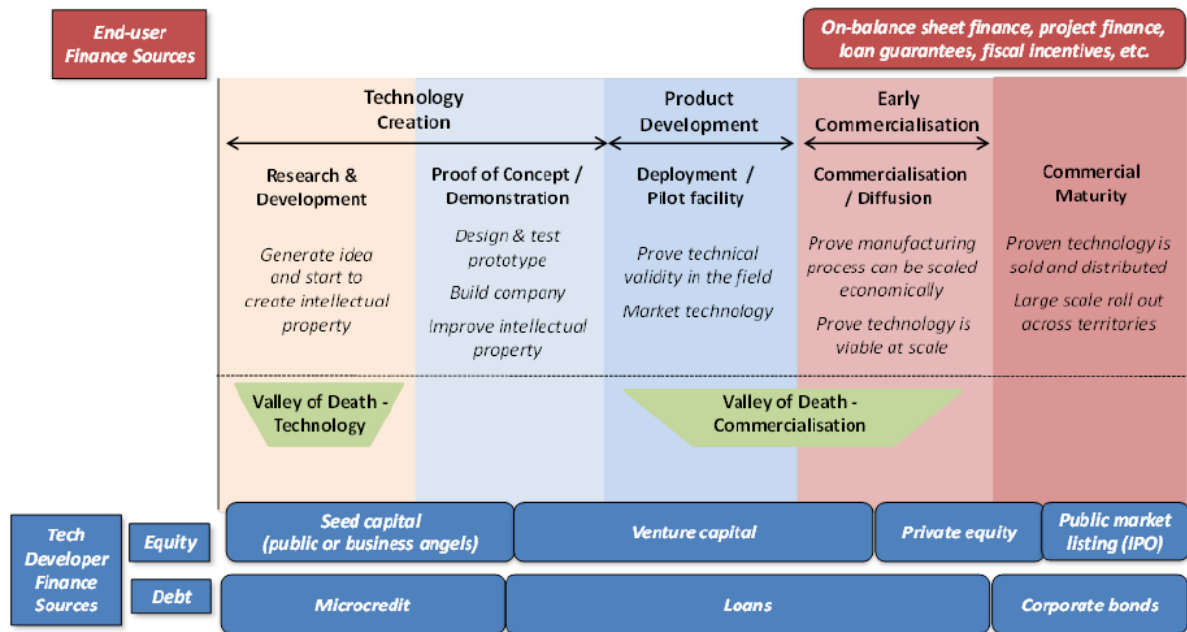 End-user
Finance Sources
On-balance sheet finance, project finance,
loan guarantees, fiscal incentives, etc.
Technology
Creation
Product
Development
Early
Commercialisation
Research &
Development
Generate idea
and start to
create intellectual
property
Proof of Concept /
Demonstration
Design & test
prototype
Build company
Improve intellectual
property
Deployment /
Pilot facility
Prove technical
validity in the field
Market technology
Commercialisation
/ Diffusion
Prove manufacturing
process can be scaled
economically
Prove technology is
viable at scale
Commercial
Maturity
Proven technology is
sold and distributed
Large scale roll out
across territories
Valley of Death -
Technology
Valley of Death -
Commercialisation
Tech
Developer
Finance
Sources
Equity
Seed capital
(public or business angels)
Venture capital
Private equity
Public market
listing (IPO)
Debt
Microcredit
Loans
Corporate bonds